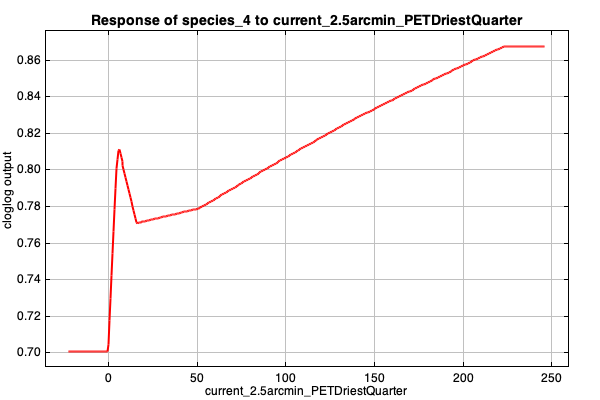 Response of species_4 to current_2.5arcmin_PETDriestQuarter
0.86
0.84
0.82
0.80
0.78
0.76
0.74
0.72
0.70
cloglog output
0 50 100 150 200 250
current_2.5arcmin_PETDriestQuarter